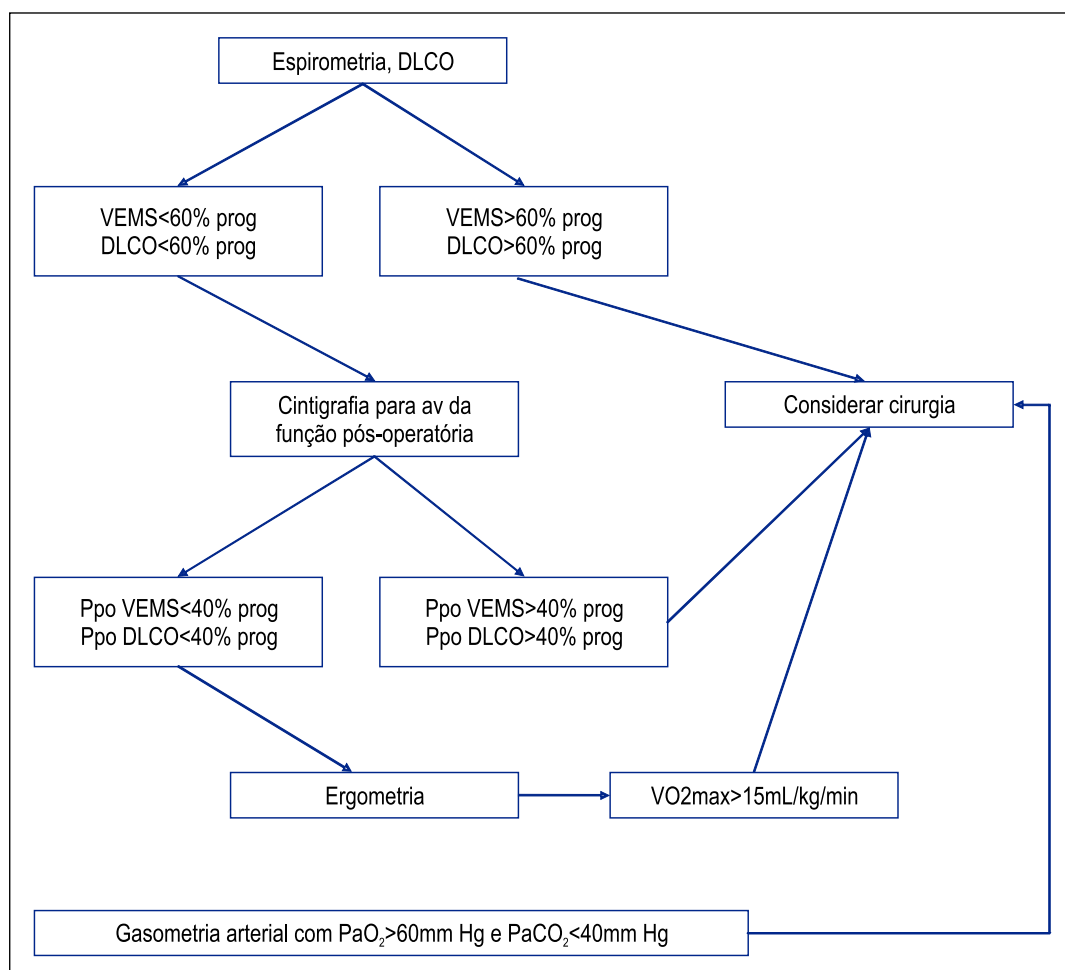 Espirometria, DLCO
VEMS<60% prog
DLCO<60% prog
VEMS>60% prog
DLCO>60% prog
Cintigrafia para av da
função pós-operatória
Considerar cirurgia
Ppo VEMS<40% prog
Ppo DLCO<40% prog
Ppo VEMS>40% prog
Ppo DLCO>40% prog
Ergometria
VO2max>15mL/kg/min
Gasometria arterial com PaO₂>60mm Hg e PaCO₂<40mm Hg